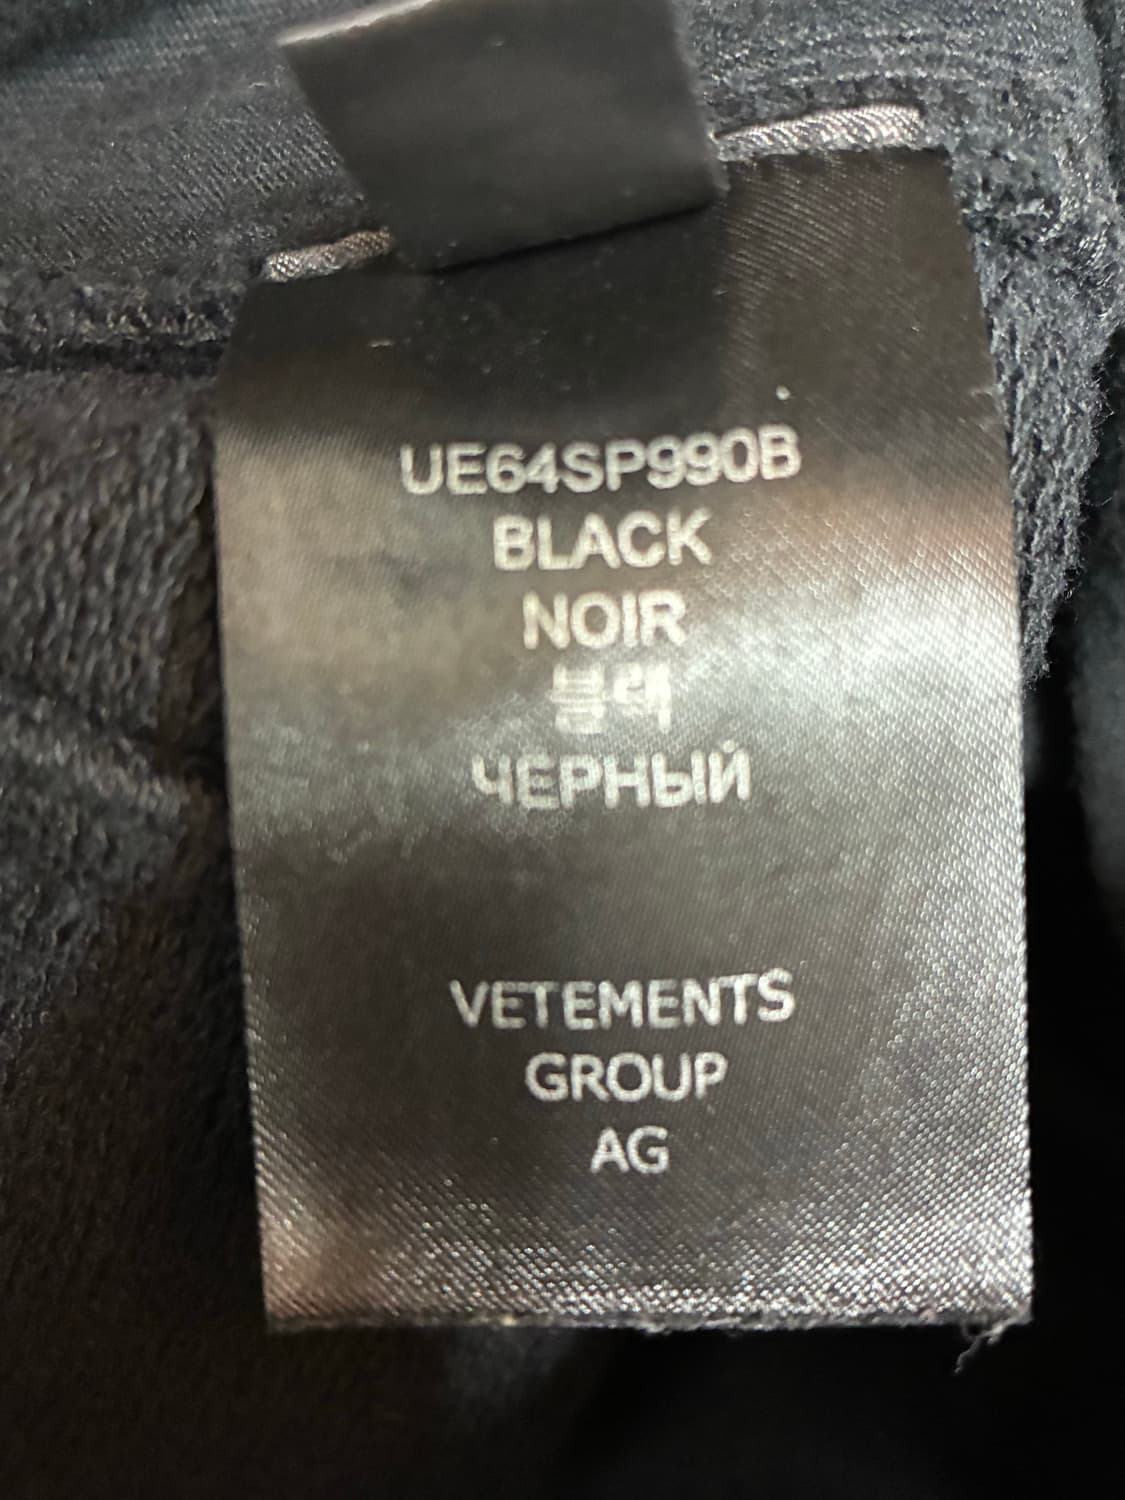 UE64SP990B
BLACK
NOIR
블랙
ЧЕРНЫЙ
VETEMENTS
GROUP
AG